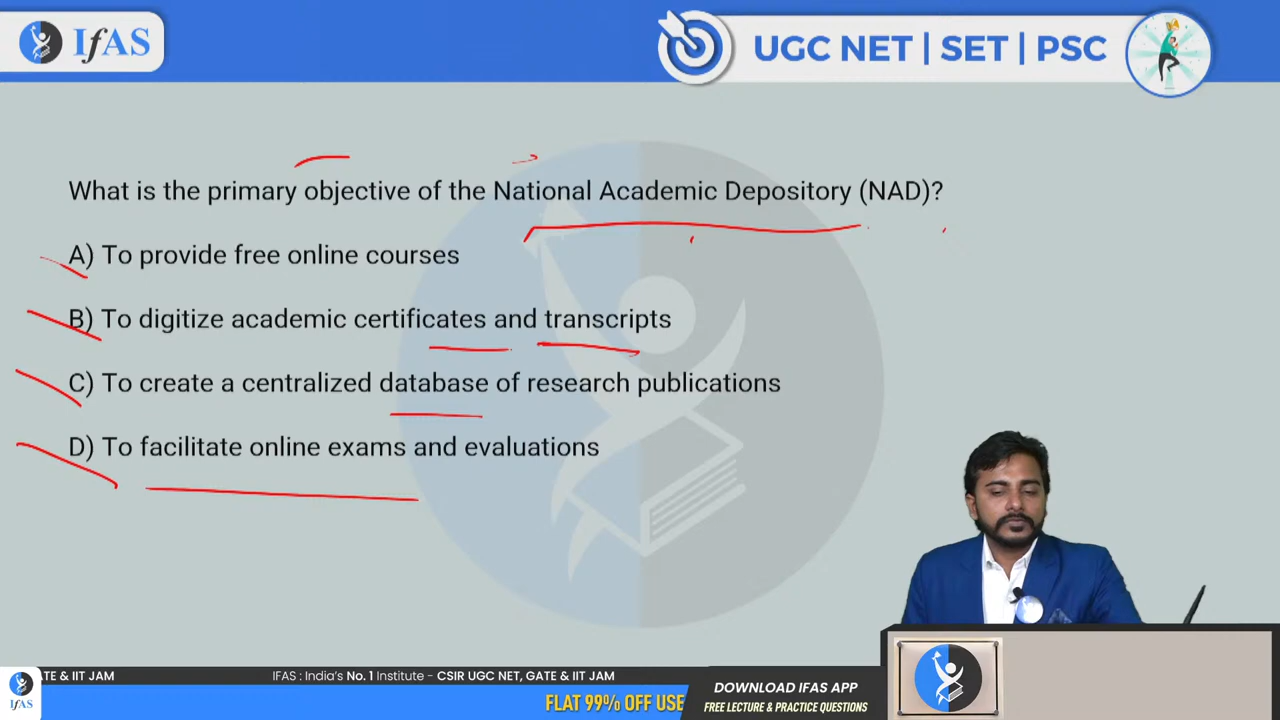 IfAS
UGC NET | SET | PSC
What is the primary objective of the National Academic Depository (NAD)?
A) To provide free online courses
B) To digitize academic certificates and transcripts
C) To create a centralized database of research publications
D) To facilitate online exams and evaluations
ATE & IIT JAM
IFAS : India's No. 1 Institute - CSIR UGC NET, GATE & IIT JAM
IfAS
FLAT 99% OFF USE
DOWNLOAD IFAS APP
FREE LECTURE & PRACTICE QUESTIONS